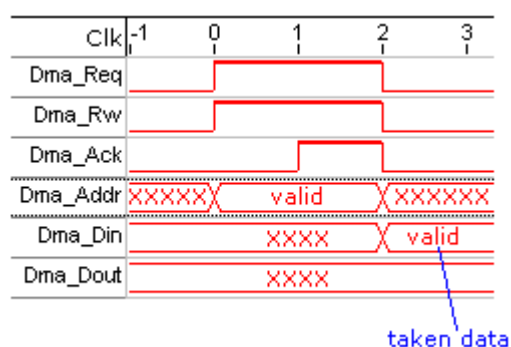 Clk -1 0 1 2 3
Dma_Req
Dma_Rw
Dma_Ack
Dma_Addr XXXXX valid XXXXXX
Dma_Din XXXX valid
Dma_Dout XXXX
taken data